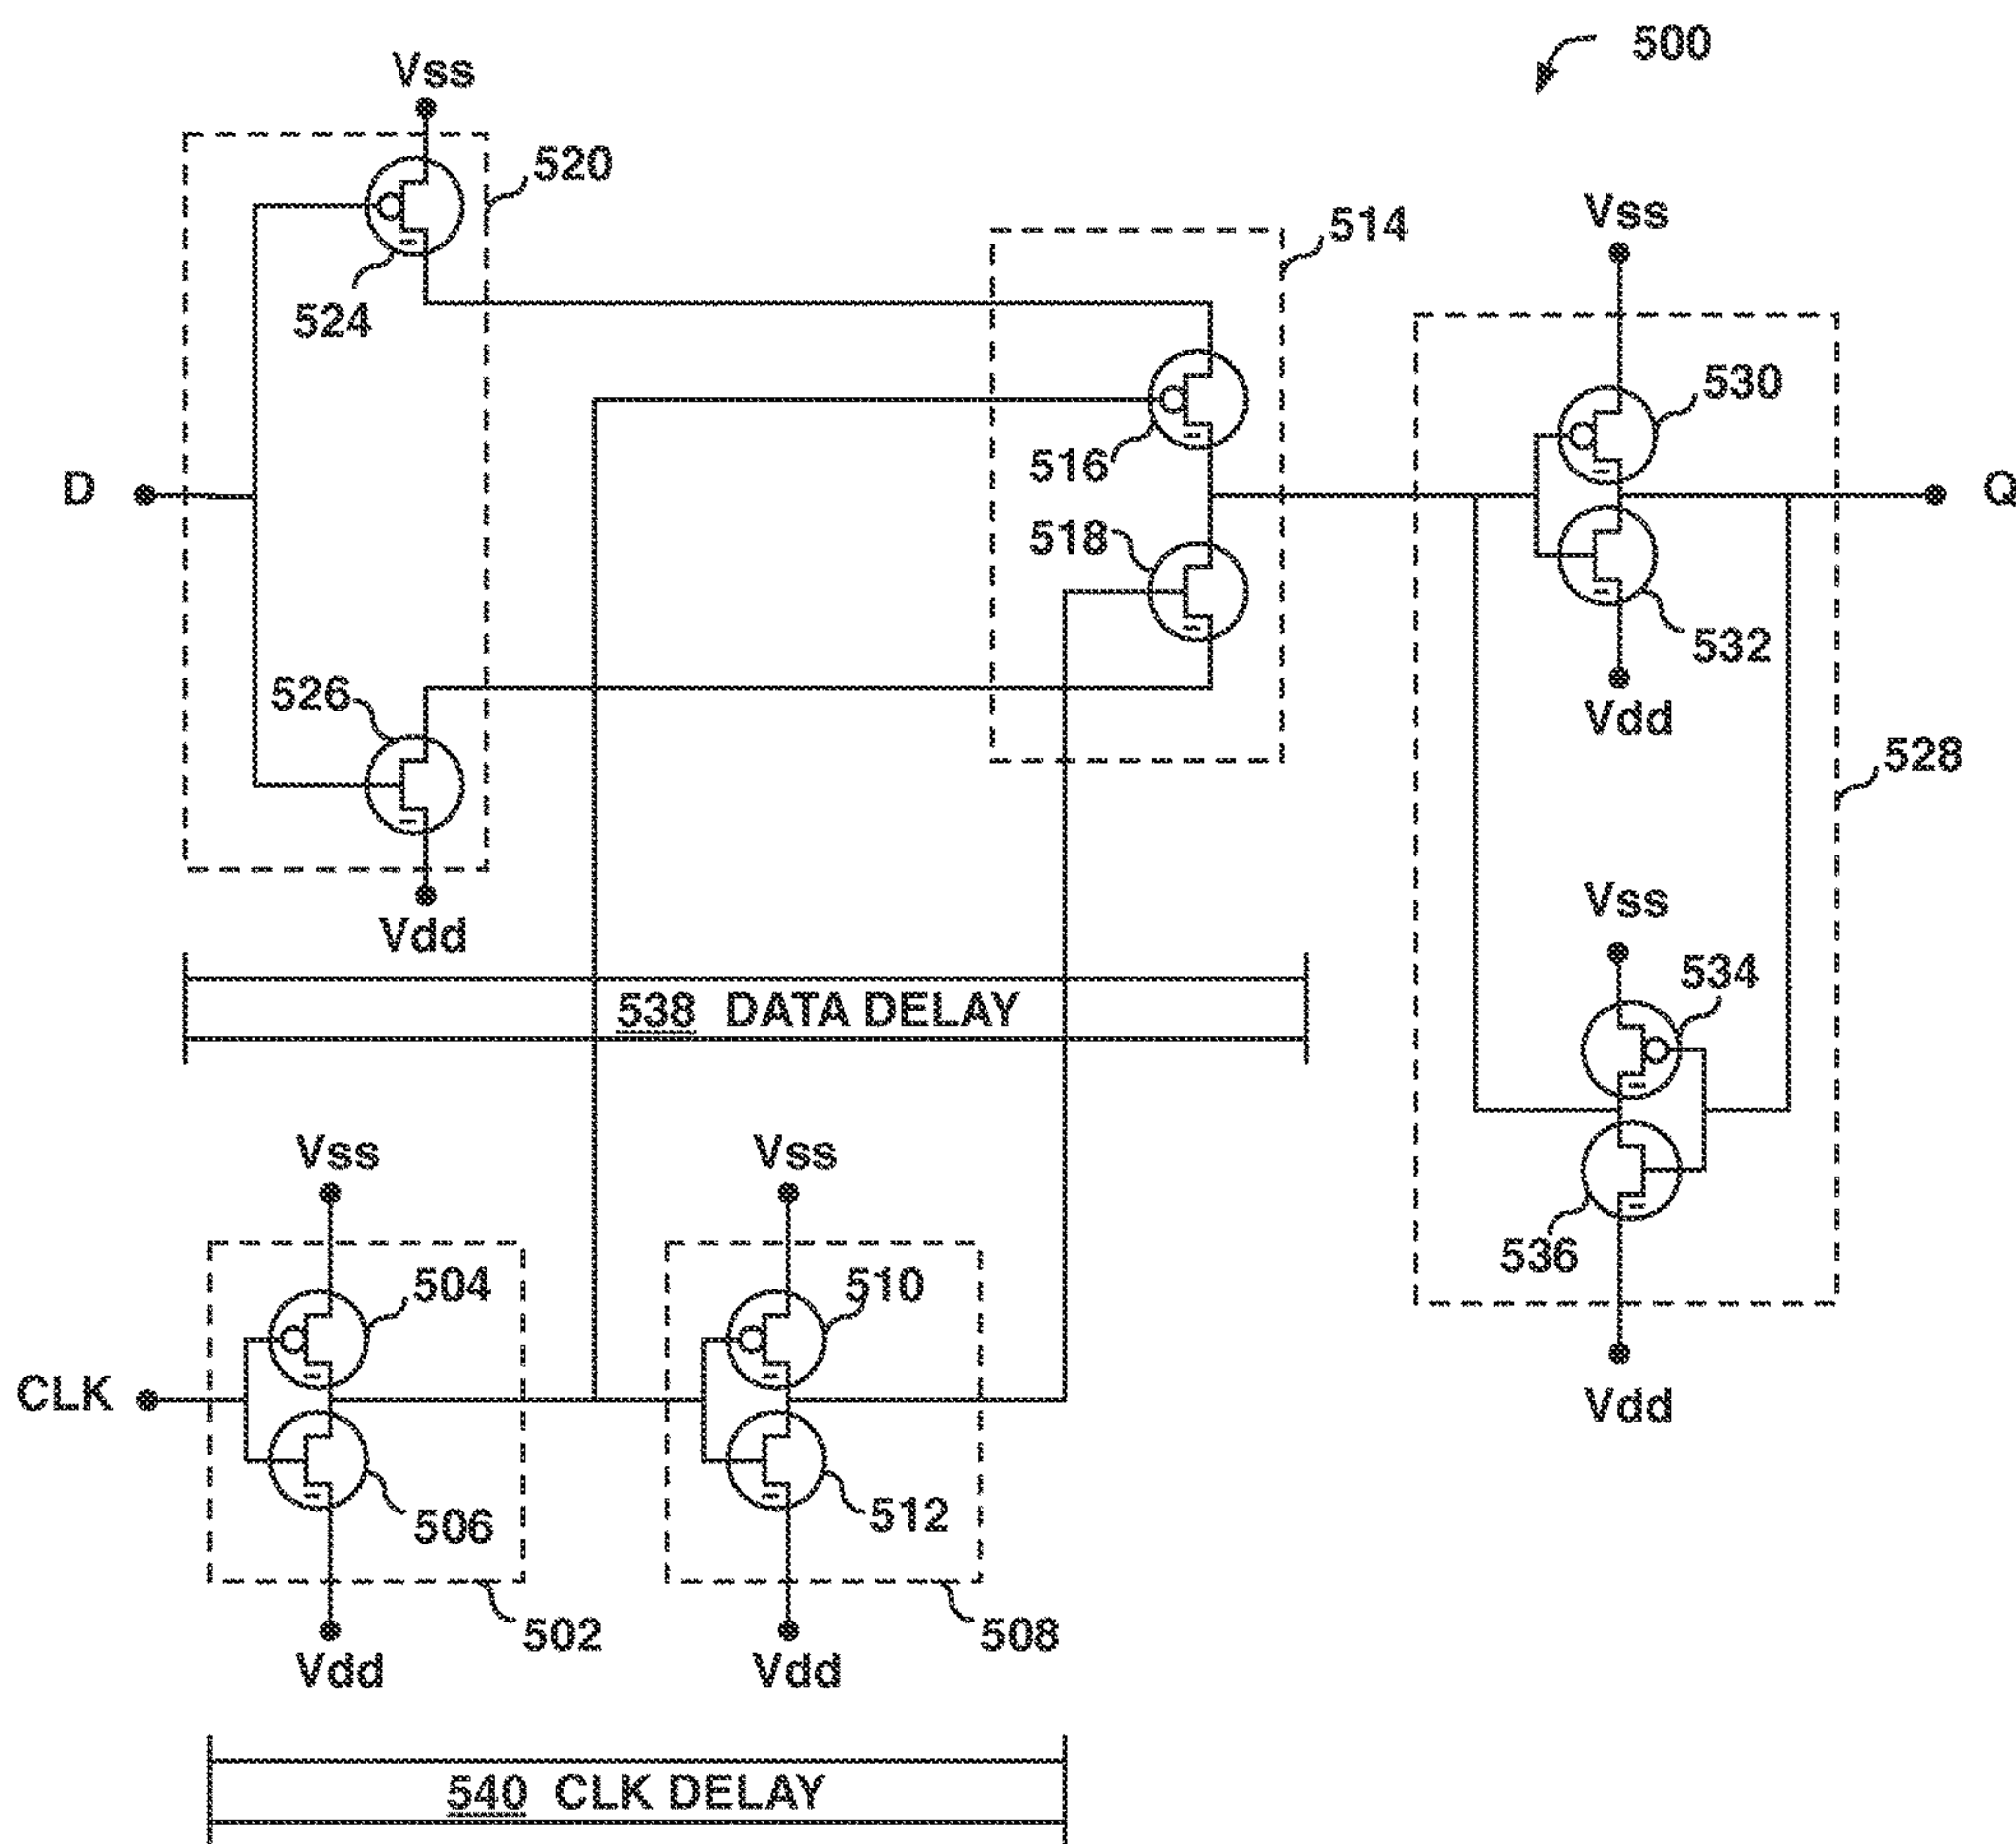 500
Vss
520
524
D
526
Vdd
514
516
518
Vss
530
Q
532
Vdd
528
Vss
534
536
Vdd
538 DATA DELAY
Vss
504
CLK
506
502
Vdd
Vss
510
512
508
Vdd
540 CLK DELAY